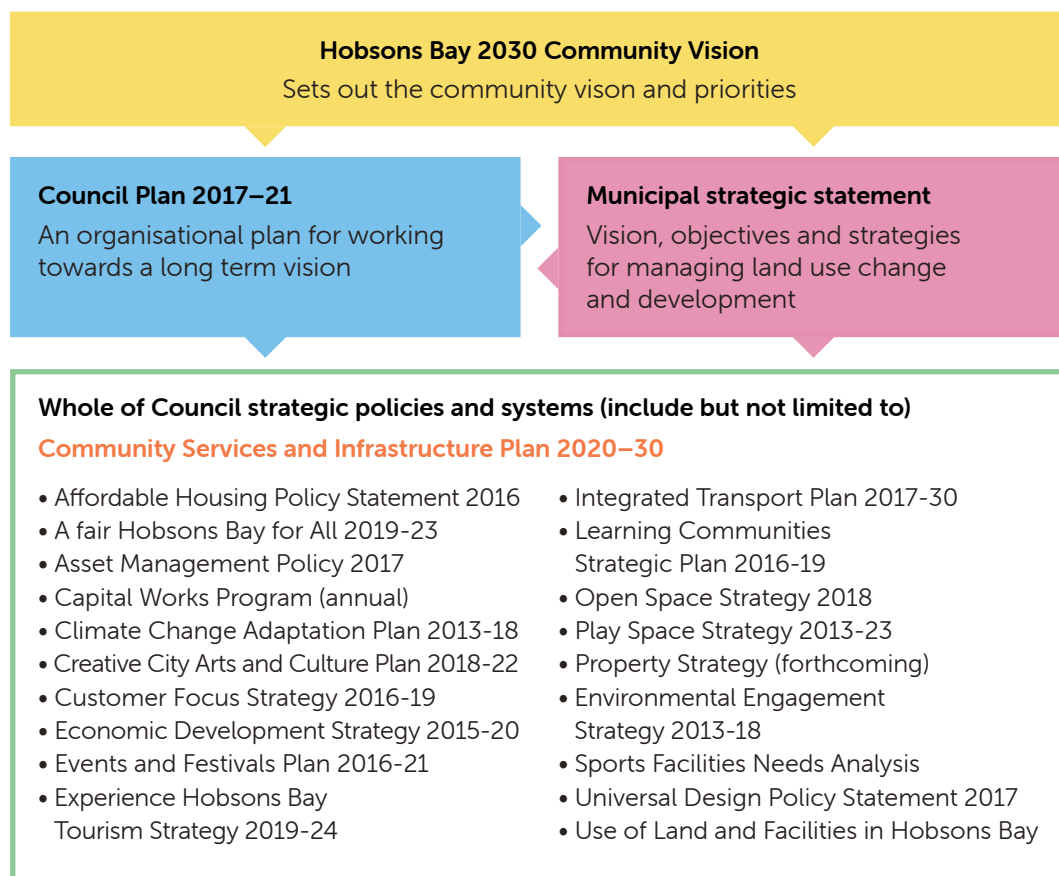 Hobsons Bay 2030 Community Vision
Sets out the community vison and priorities
Council Plan 2017–21
An organisational plan for working
towards a long term vision
Municipal strategic statement
Vision, objectives and strategies
for managing land use change
and development
Whole of Council strategic policies and systems (include but not limited to)
Community Services and Infrastructure Plan 2020–30
• Affordable Housing Policy Statement 2016
• A fair Hobsons Bay for All 2019-23
• Asset Management Policy 2017
• Capital Works Program (annual)
• Climate Change Adaptation Plan 2013-18
• Creative City Arts and Culture Plan 2018-22
• Customer Focus Strategy 2016-19
• Economic Development Strategy 2015-20
• Events and Festivals Plan 2016-21
• Experience Hobsons Bay
Tourism Strategy 2019-24
• Integrated Transport Plan 2017-30
• Learning Communities
Strategic Plan 2016-19
• Open Space Strategy 2018
• Play Space Strategy 2013-23
• Property Strategy (forthcoming)
• Environmental Engagement
Strategy 2013-18
• Sports Facilities Needs Analysis
• Universal Design Policy Statement 2017
• Use of Land and Facilities in Hobsons Bay